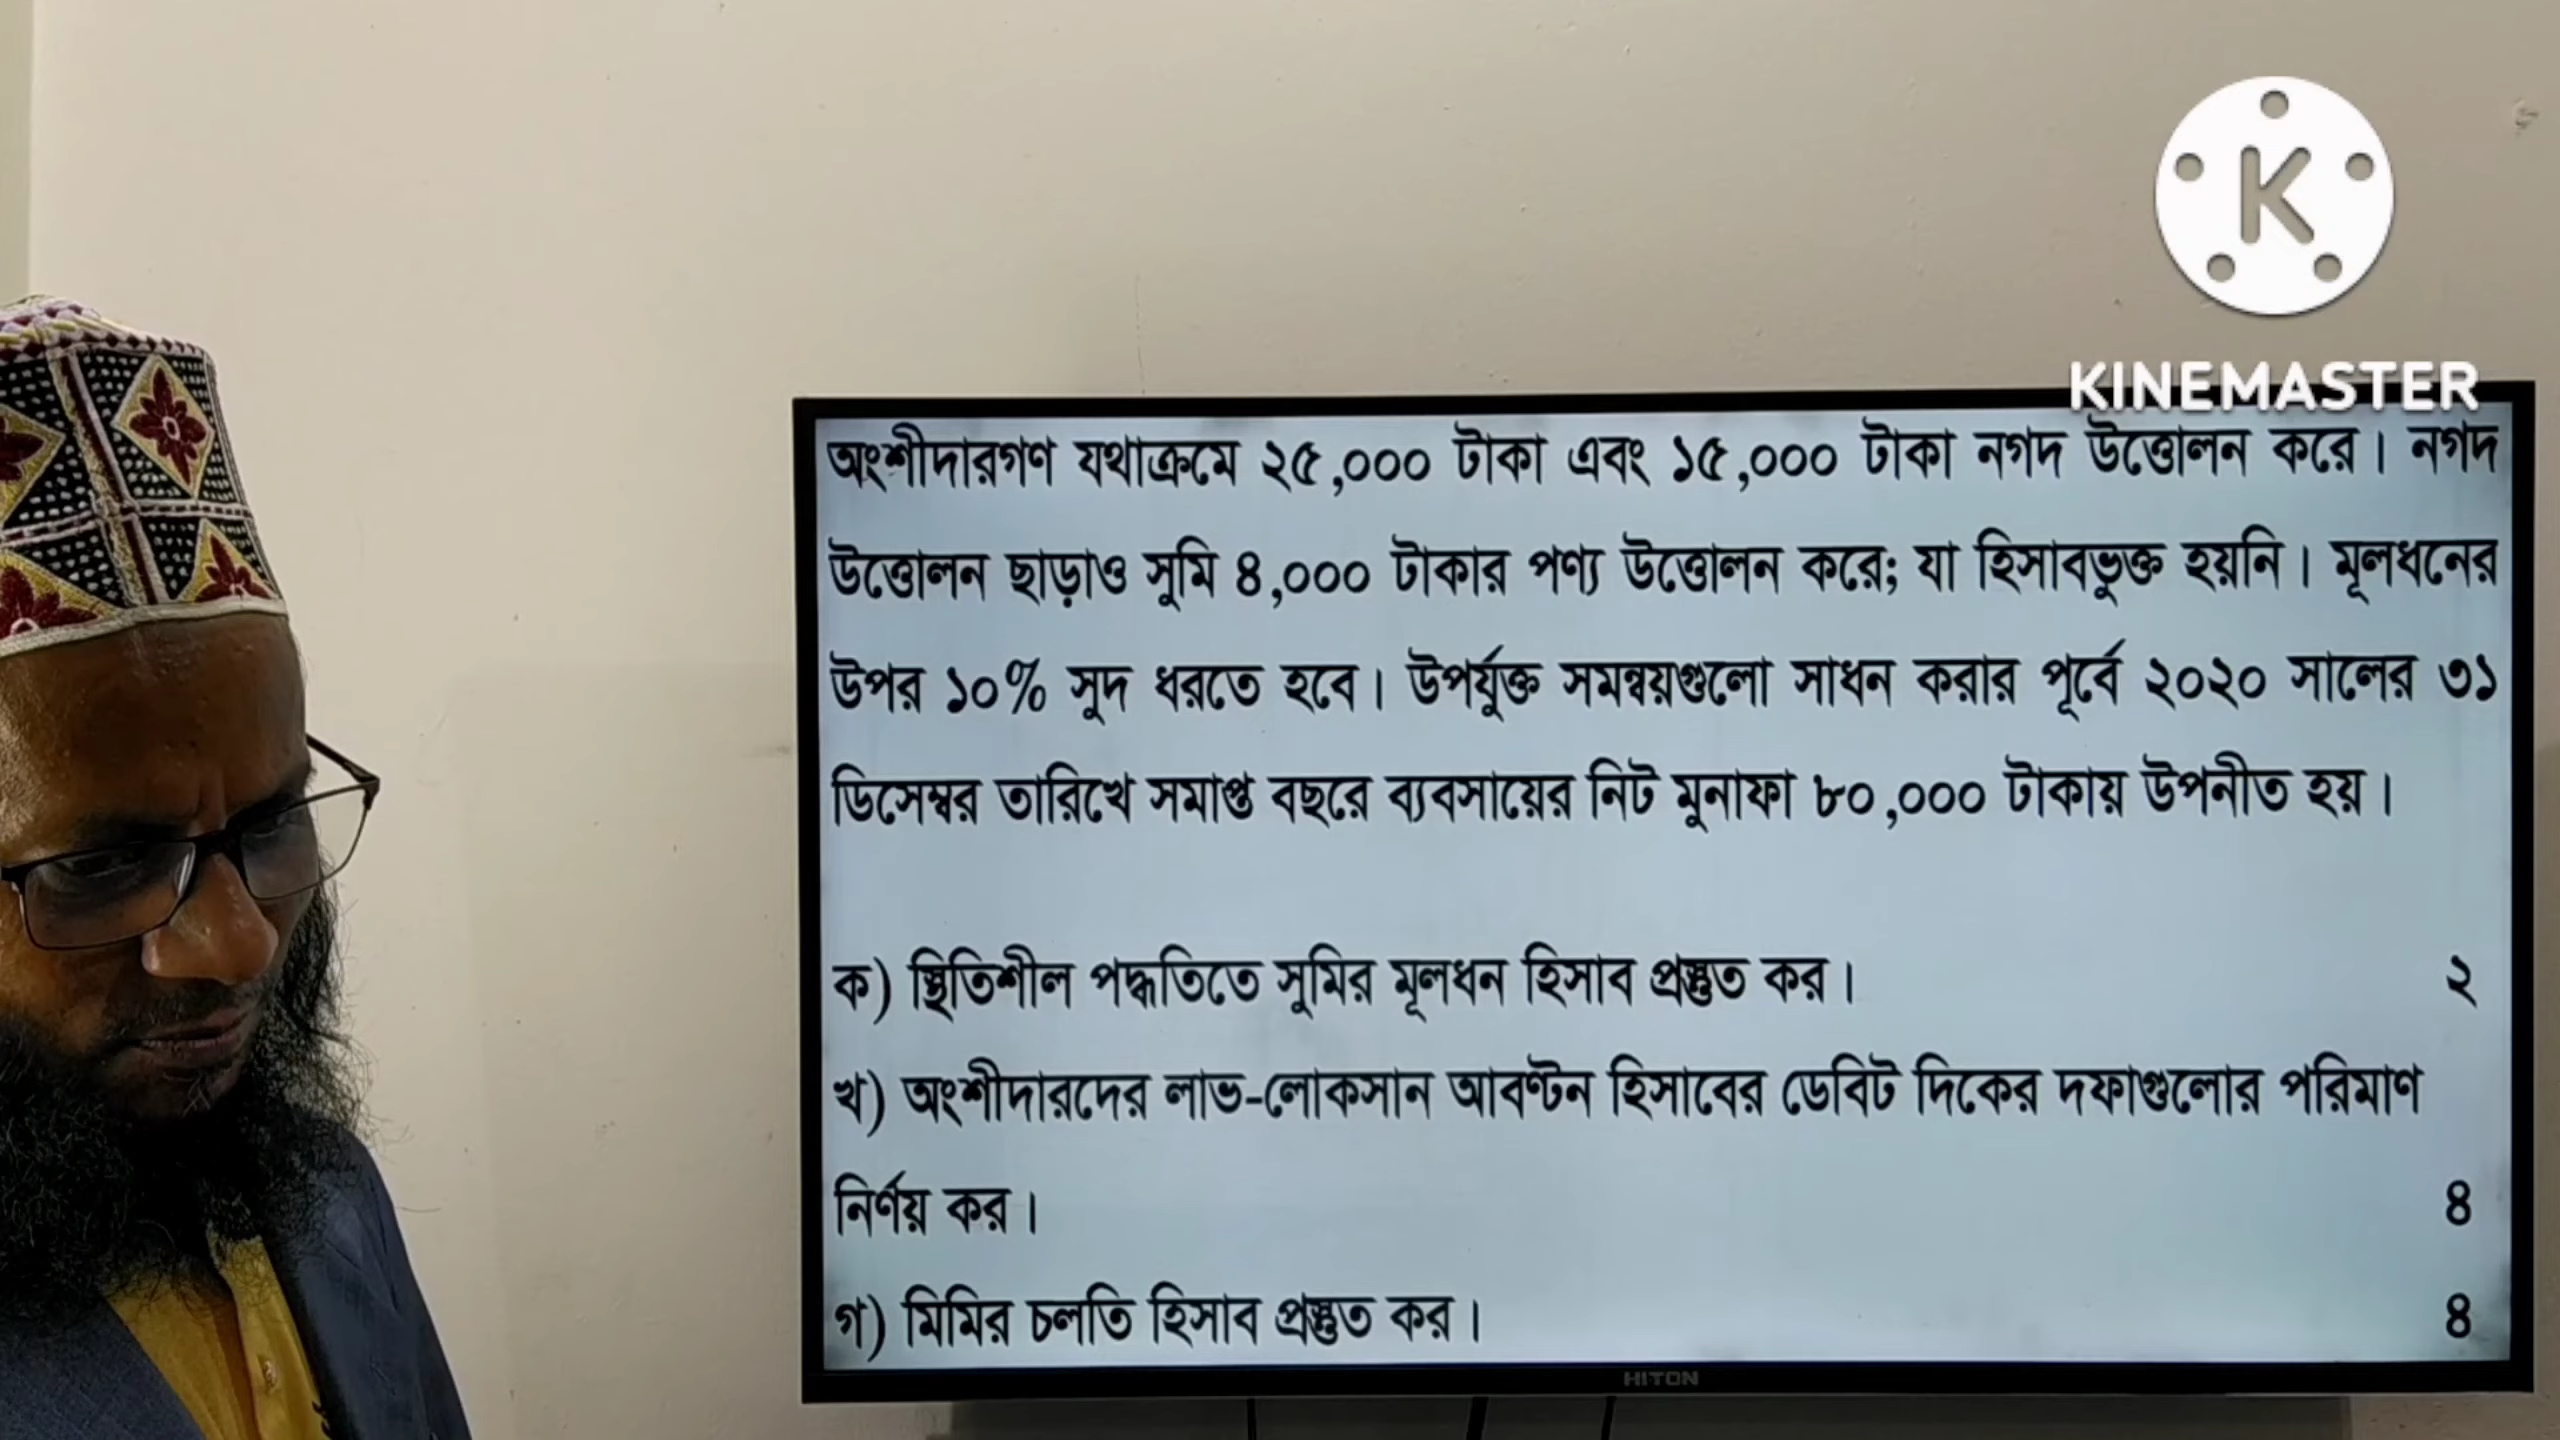 K
KINEMASTER
অংশীদারগণ যথাক্রমে ২৫,০০০ টাকা এবং ১৫,০০০ টাকা নগদ উত্তোলন করে। নগদ
উত্তোলন ছাড়াও সুমি ৪,০০০ টাকার পণ্য উত্তোলন করে; যা হিসাবভুক্ত হয়নি। মূলধনের
উপর ১০% সুদ ধরতে হবে। উপর্যুক্ত সমন্বয়গুলো সাধন করার পূর্বে ২০২০ সালের ৩১
ডিসেম্বর তারিখে সমাপ্ত বছরে ব্যবসায়ের নিট মুনাফা ৮০,০০০ টাকায় উপনীত হয়।
ক) স্থিতিশীল পদ্ধতিতে সুমির মূলধন হিসাব প্রস্তুত কর। ২
খ) অংশীদারদের লাভ-লোকসান আবণ্টন হিসাবের ডেবিট দিকের দফাগুলোর পরিমাণ
নির্ণয় কর। ৪
গ) মিমির চলতি হিসাব প্রস্তুত কর। ৪
HITON